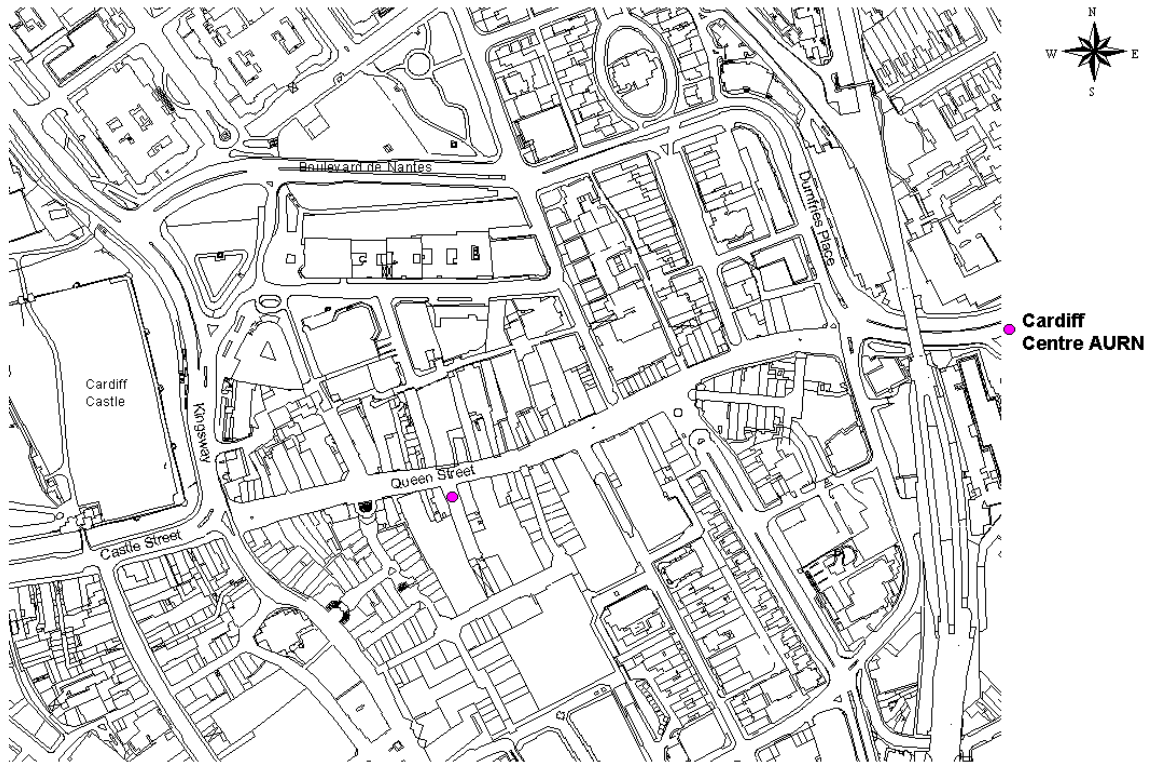 N
W E
S
Boulevard de Nantes
Dumfries Place
Cardiff
Centre AURN
Cardiff
Castle
Kingsway
Queen Street
Castle Street